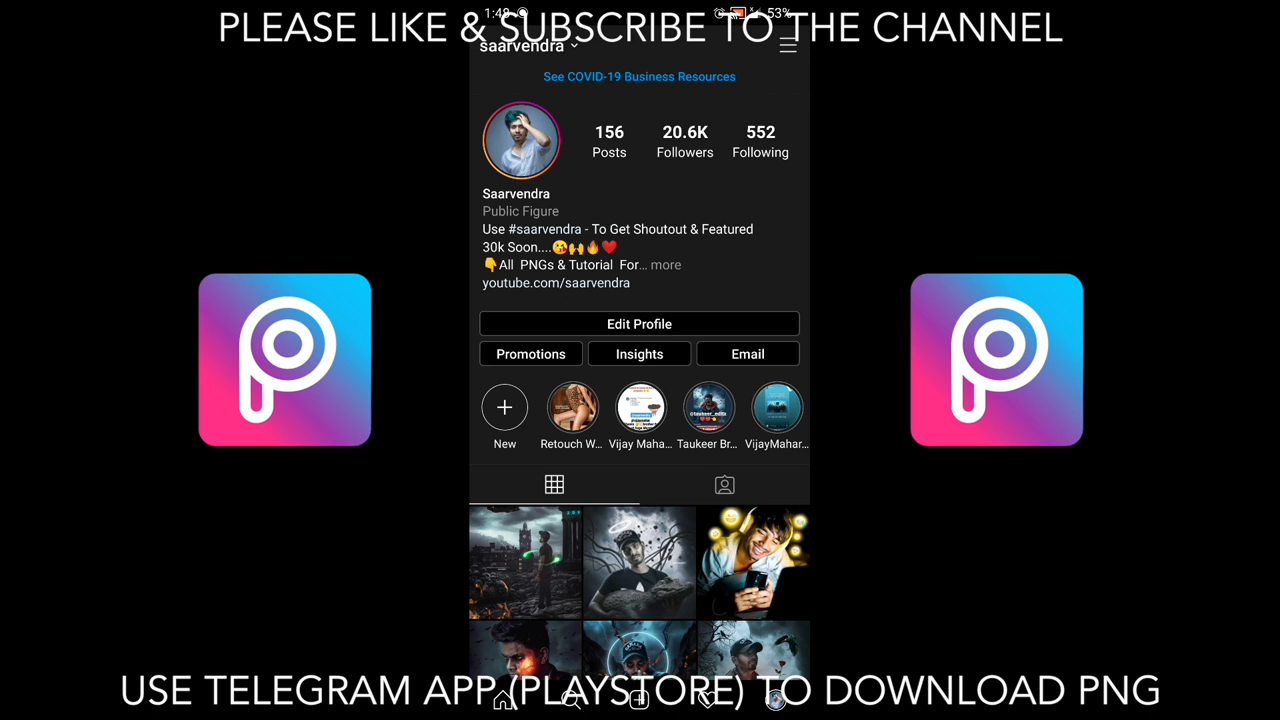 PLEASE LIKE & SUBSCRIBE TO THE CHANNEL
1:48
53%
saarvendra
See COVID-19 Business Resources
156
20.6K
552
Posts
Followers
Following
Saarvendra
Public Figure
Use #saarvendra - To Get Shoutout & Featured
30k Soon....😘🙌🔥❤️
👇All PNGs & Tutorial For... more
youtube.com/saarvendra
Edit Profile
Promotions
Insights
Email
New
Retouch W...
Vijay Maha...
Taukeer Br...
VijayMahar...
USE TELEGRAM APP (PLAYSTORE) TO DOWNLOAD PNG